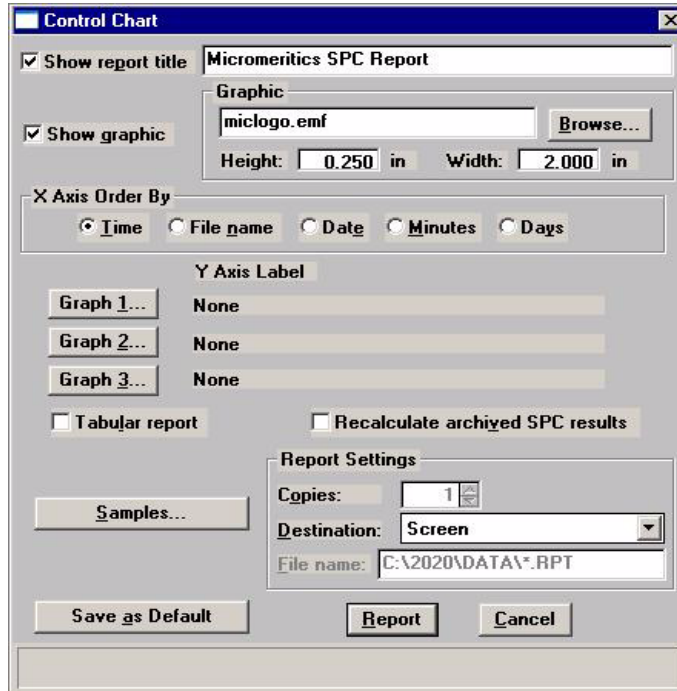 Control Chart
Show report title Micromeritics SPC Report
Graphic
Show graphic miclogo.emf Browse...
Height: 0.250 in Width: 2.000 in
X Axis Order By
Time File name Date Minutes Days
Y Axis Label
Graph 1... None
Graph 2... None
Graph 3... None
Tabular report Recalculate archived SPC results
Report Settings
Copies: 1
Samples...
Destination: Screen
File name: C:\2020\DATA\*.RPT
Save as Default Report Cancel